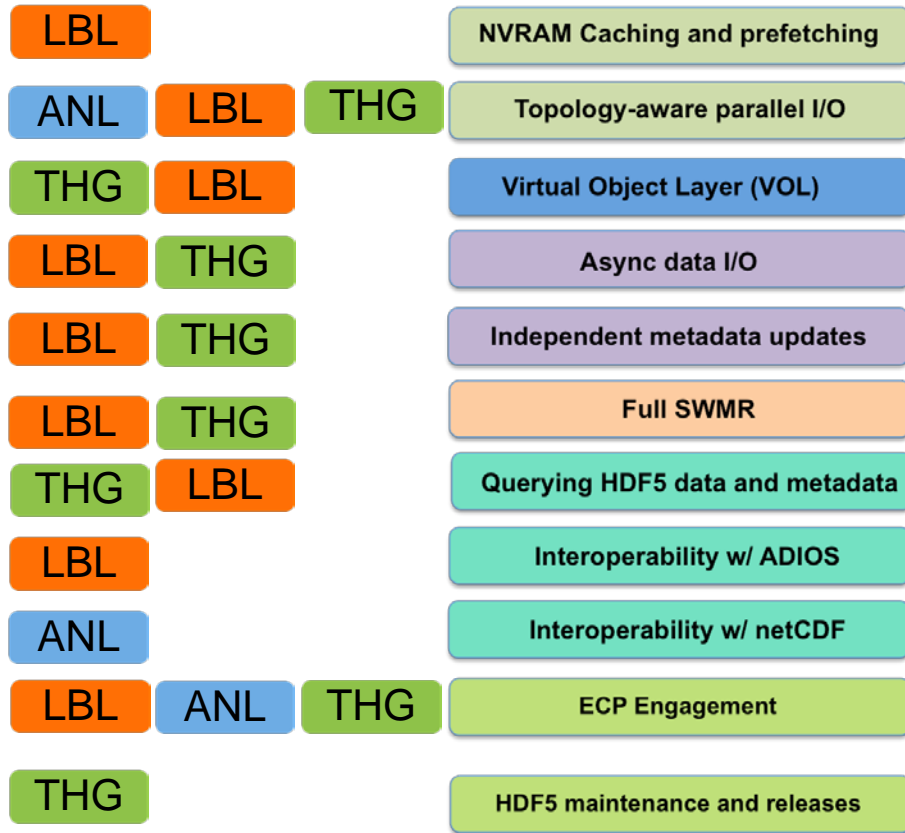 LBL NVRAM Caching and prefetching
ANL LBL THG Topology-aware parallel I/O
THG LBL Virtual Object Layer (VOL)
LBL THG Async data I/O
LBL THG Independent metadata updates
LBL THG Full SWMR
THG LBL Querying HDF5 data and metadata
LBL Interoperability w/ ADIOS
ANL Interoperability w/ netCDF
LBL ANL THG ECP Engagement
THG HDF5 maintenance and releases